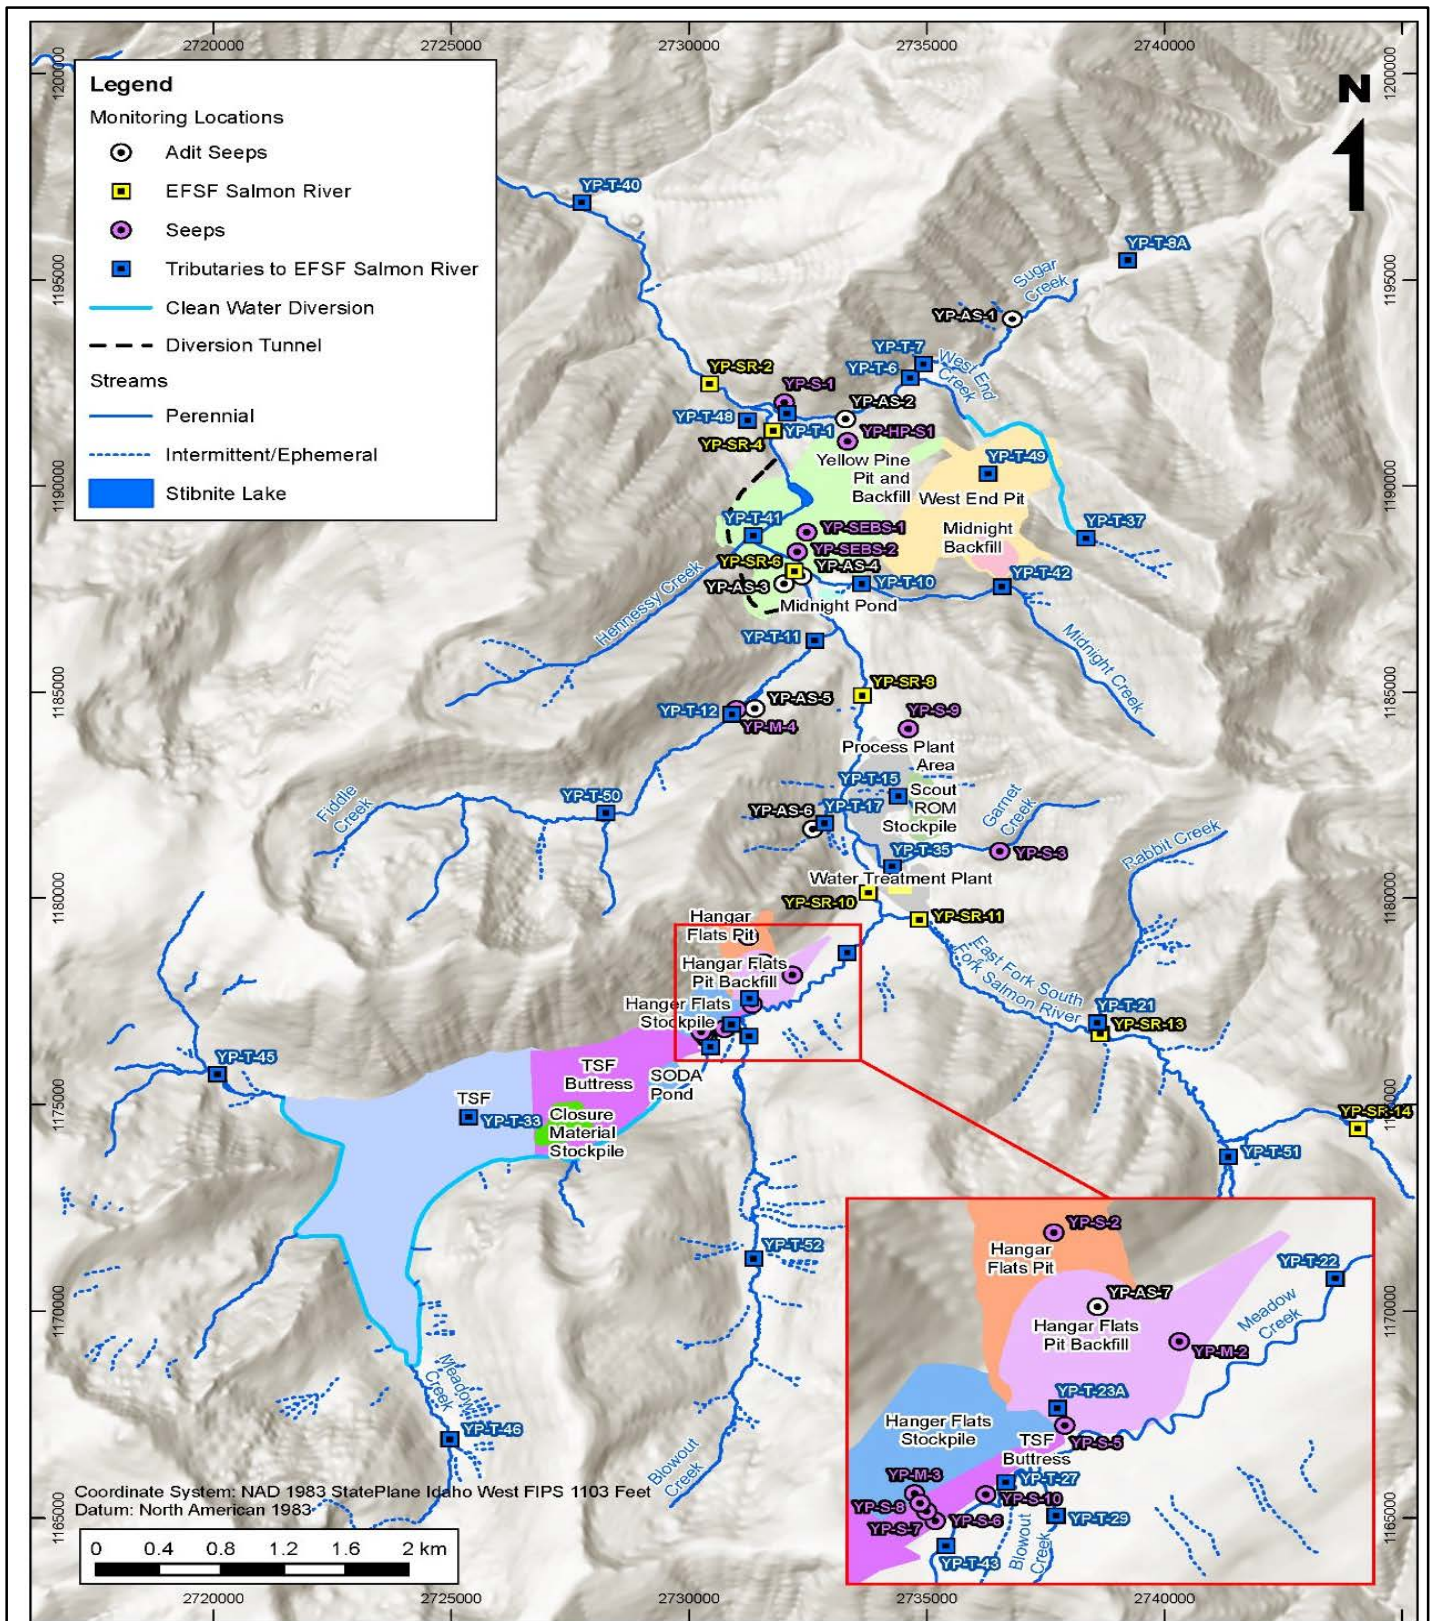 2720000
2725000
2730000
2735000
2740000
1200000
1200000
Legend
Monitoring Locations
Adit Seeps
EFSF Salmon River
Seeps
Tributaries to EFSF Salmon River
Clean Water Diversion
Diversion Tunnel
Streams
Perennial
Intermittent/Ephemeral
Stibnite Lake
N
YP-T-40
YP-T-8A
Sugar
Creek
1195000
1195000
YP-AS-1
YP-T-7
YP-T-6
West End
Creek
YP-SR-2
YP-S-1
YP-AS-2
YP-T-48
YP-T-1
YP-SR-4
YP-HP-S1
Yellow Pine
Pit and
Backfill
YP-T-49
West End Pit
1190000
1190000
YP-T-41
YP-SEBS-1
YP-SEBS-2
Midnight
Backfill
YP-T-37
YP-SR-6
YP-AS-4
YP-AS-3
YP-T-10
YP-T-42
Midnight Pond
Hennessy Creek
YP-T-11
Midnight Creek
1185000
1185000
YP-SR-8
YP-AS-5
YP-T-12
YP-M-4
YP-S-9
Process Plant
Area
YP-T-15
Scout
ROM
Stockpile
YP-T-50
Fiddle
Creek
YP-AS-6
YP-T-17
Garnet
Creek
YP-T-35
YP-S-3
Rabbit Creek
Water Treatment Plant
1180000
1180000
YP-SR-10
YP-SR-11
Hangar
Flats Pit
Hangar Flats
Pit Backfill
Hanger Flats
Stockpile
East Fork South
Fork Salmon River
YP-T-21
YP-SR-13
YP-T-45
TSF
Buttress
SODA
Pond
TSF
YP-T-33
Closure
Material
Stockpile
1175000
YP-SR-14
YP-T-51
YP-T-52
1170000
1170000
Meadow
Creek
YP-T-46
Blowout
Creek
YP-S-2
Hangar
Flats Pit
YP-T-22
YP-AS-7
Hangar Flats
Pit Backfill
Meadow
Creek
YP-M-2
YP-T-23A
Hanger Flats
Stockpile
TSF
Buttress
YP-S-5
YP-M-3
YP-T-27
YP-S-8
YP-S-10
YP-S-7
YP-S-6
YP-T-29
Blowout
Creek
YP-T-43
1165000
1165000
Coordinate System: NAD 1983 StatePlane Idaho West FIPS 1103 Feet
Datum: North American 1983
0 0.4 0.8 1.2 1.6 2 km
2720000
2725000
2730000
2735000
2740000